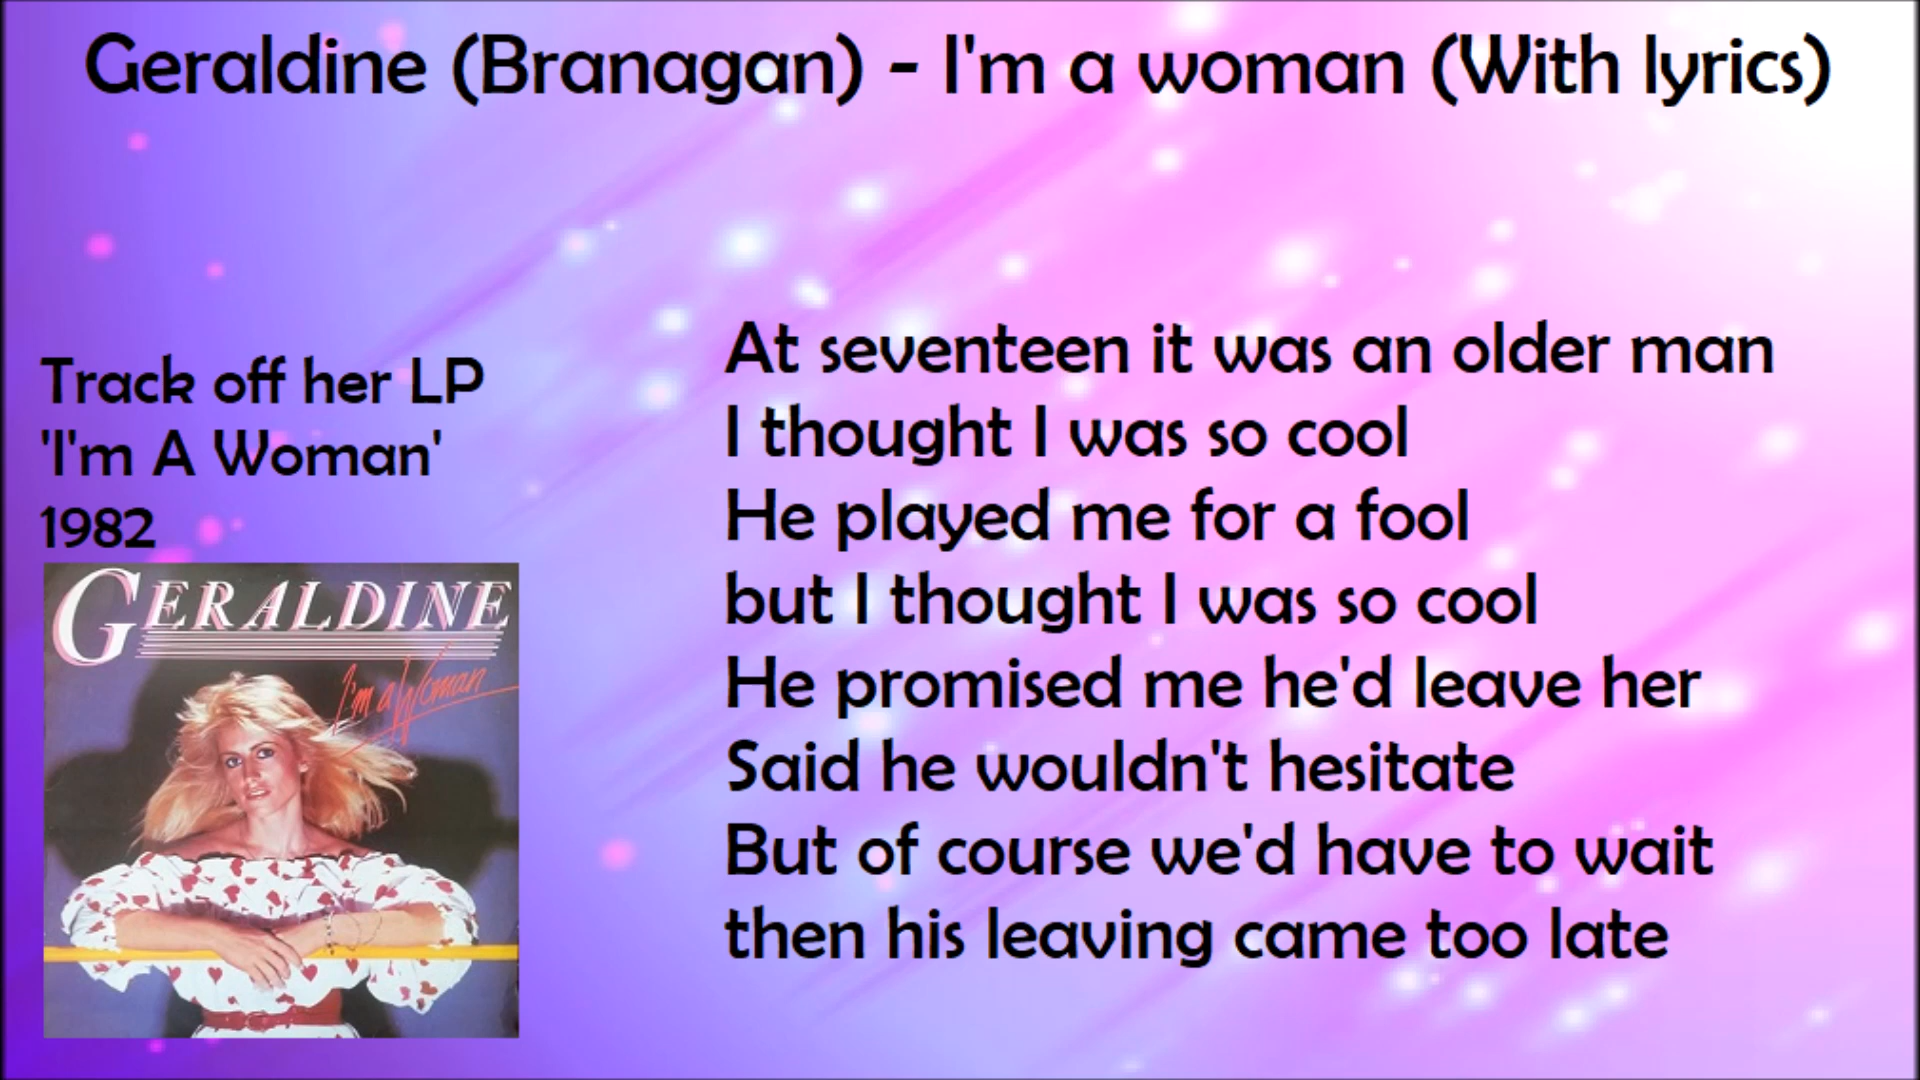 Geraldine (Branagan) - I'm a woman (With lyrics)
Track off her LP
'I'm A Woman'
1982
GERALDINE
I'm a Woman
At seventeen it was an older man
I thought I was so cool
He played me for a fool
but I thought I was so cool
He promised me he'd leave her
Said he wouldn't hesitate
But of course we'd have to wait
then his leaving came too late